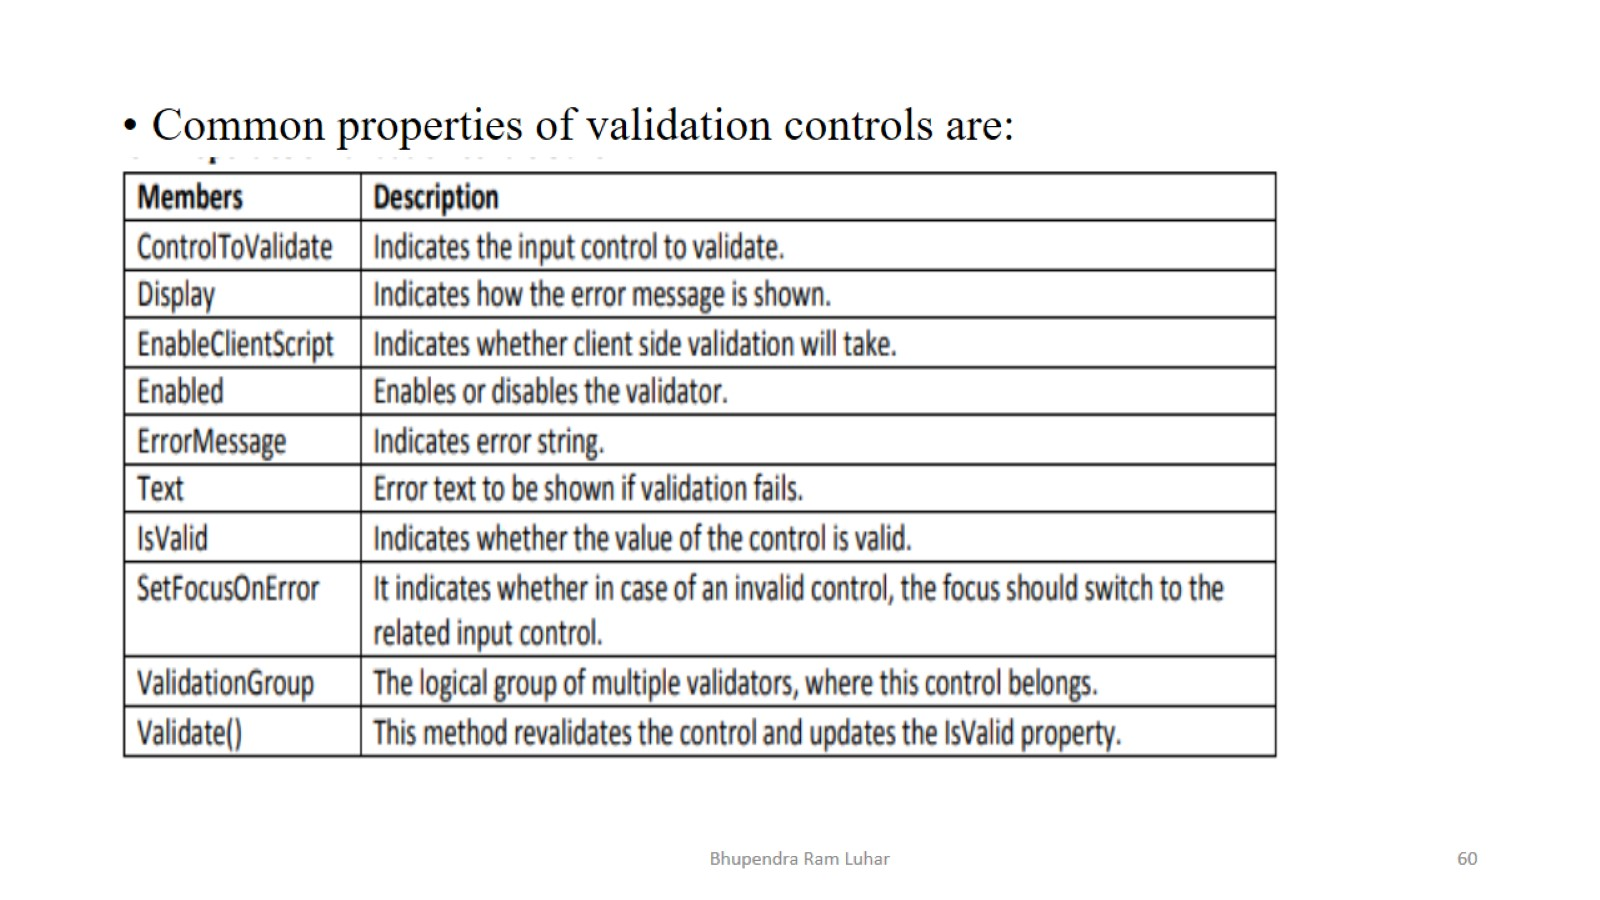 • Common properties of validation controls are:
Members Description
ControlToValidate Indicates the input control to validate.
Display Indicates how the error message is shown.
EnableClientScript Indicates whether client side validation will take.
Enabled Enables or disables the validator.
ErrorMessage Indicates error string.
Text Error text to be shown if validation fails.
IsValid Indicates whether the value of the control is valid.
SetFocusOnError It indicates whether in case of an invalid control, the focus should switch to the
related input control.
ValidationGroup The logical group of multiple validators, where this control belongs.
Validate() This method revalidates the control and updates the IsValid property.
Bhupendra Ram Luhar 60